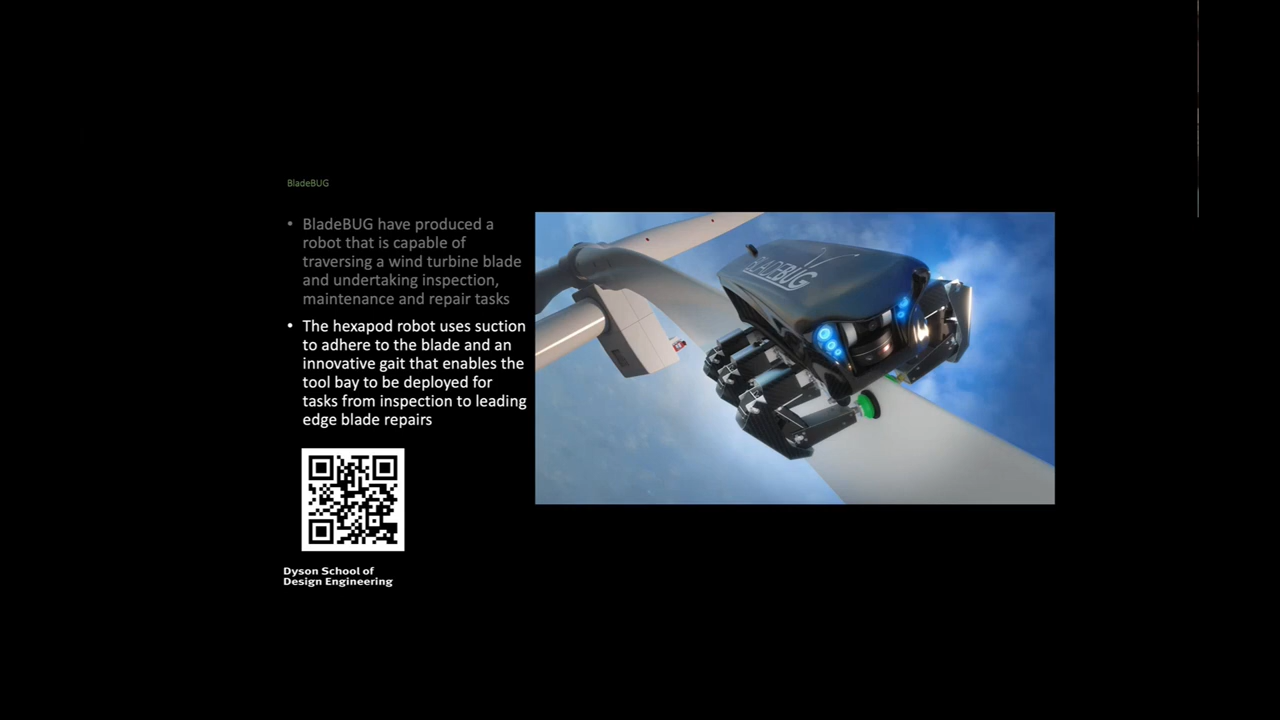 BladeBUG
• BladeBUG have produced a
robot that is capable of
traversing a wind turbine blade
and undertaking inspection,
maintenance and repair tasks
• The hexapod robot uses suction
to adhere to the blade and an
innovative gait that enables the
tool bay to be deployed for
tasks from inspection to leading
edge blade repairs
BLADEBUG
Dyson School of
Design Engineering